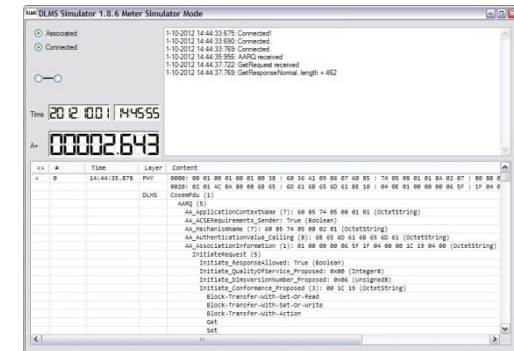 DLMS Simulator 1.8.6 Meter Simulator Mode
Associated
Connected
1-10-2012 14:44:33:675: Connected!
1-10-2012 14:44:33:690: Connected.
1-10-2012 14:44:33:769: Connected.
1-10-2012 14:44:35:956: AARQ received
1-10-2012 14:44:37:722: GetRequest received
1-10-2012 14:44:37:769: GetResponseNormal, length = 462
Time 2012.10.01 14:45:55
A+ 00002.643
<> # Time Layer Content
< 0 14:44:35.878 PHY 0000: 00 01 00 01 00 01 00 38 : 60 36 A1 09 06 07 60 85 : 74 05 08 01 01 8A 02 07 : 80 88 0
0020: 02 01 AC 0A 80 08 68 65 : 6D 61 68 65 6D 61 BE 10 : 04 0E 01 00 00 00 06 5F : 1F 04 0
DLMS CosemPdu (1)
AARQ (5)
AA_ApplicationContextName (7): 60 85 74 05 08 01 01 (OctetString)
AA_ACSERequirements_Sender: True (Boolean)
AA_MechanismName (7): 60 85 74 05 08 02 01 (OctetString)
AA_AuthenticationValue_Calling (8): 68 65 6D 61 68 65 6D 61 (OctetString)
AA_AssociationInformation (1): 01 00 00 00 06 5F 1F 04 00 00 1C 19 04 00 (OctetString)
InitiateRequest (5)
Initiate_ResponseAllowed: True (Boolean)
Initiate_QualityOfService_Proposed: 0x00 (Integer8)
Initiate_DlmsVersionNumber_Proposed: 0x06 (Unsigned8)
Initiate_Conformance_Proposed (3): 00 1C 19 (OctetString)
Block-Transfer-With-Get-Or-Read
Block-Transfer-With-Set-Or-Write
Block-Transfer-With-Action
Get
Set